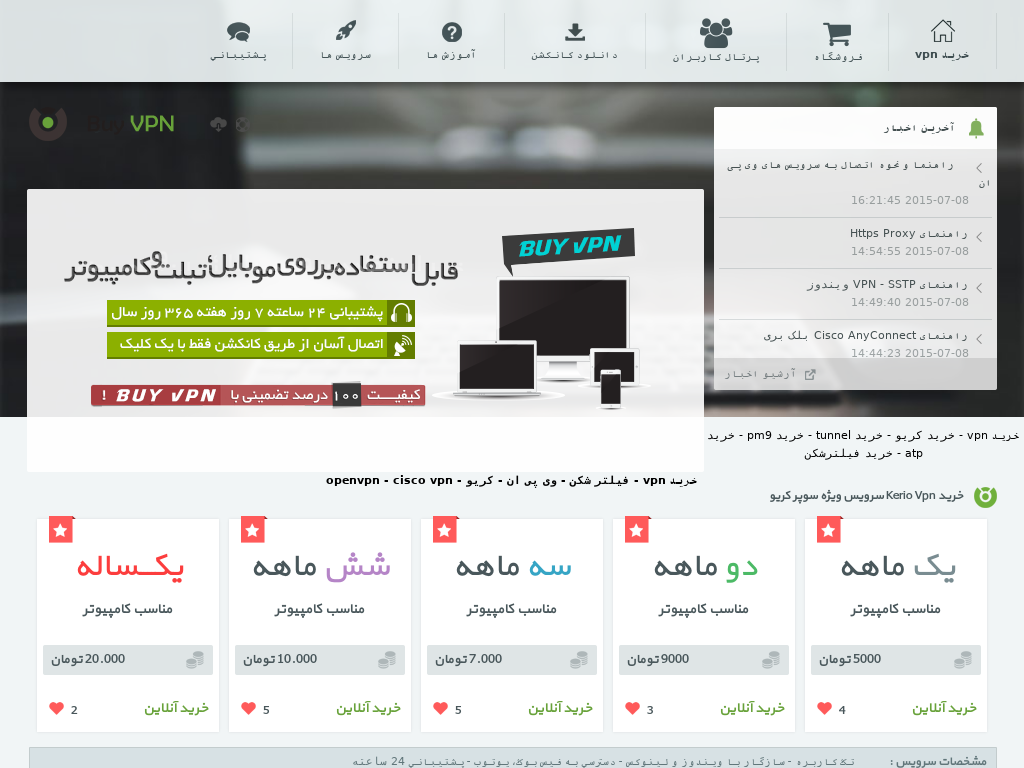 خرید vpn
فروشگاه
پرتال کاربران
دانلود کانکشن
آموزش ها
سرویس ها
پشتیبانی
Buy VPN
آخرین اخبار
راهنما و نحوه اتصال به سرویس های وی پی
ان
2015-07-08 16:21:45
راهنمای Https Proxy
2015-07-08 14:54:55
راهنمای VPN - SSTP ویندوز
2015-07-08 14:49:40
راهنمای Cisco AnyConnect بلک بری
2015-07-08 14:44:23
آرشیو اخبار
BUY VPN
قابل استفاده بر روی موبایل، تبلت و کامپیوتر
پشتیبانی ۲۴ ساعته ۷ روز هفته ۳۶۵ روز سال
اتصال آسان از طریق کانکشن فقط با یک کلیک
کیفیــت ۱۰۰ درصد تضمینی با BUY VPN !
خرید vpn - خرید کریو - خرید tunnel - خرید pm9 - خرید
atp - خرید فیلترشکن
خرید vpn - فیلتر شکن - وی پی ان - کریو - openvpn - cisco vpn
خرید Kerio Vpn سرویس ویژه سوپر کریو
یک ماهه
مناسب کامپیوتر
5000 تومان
خرید آنلاین
4
دو ماهه
مناسب کامپیوتر
9000 تومان
خرید آنلاین
3
سه ماهه
مناسب کامپیوتر
7.000 تومان
خرید آنلاین
5
شش ماهه
مناسب کامپیوتر
10.000 تومان
خرید آنلاین
5
یکــساله
مناسب کامپیوتر
20.000 تومان
خرید آنلاین
2
مشخصات سرویس : تک کاربره - سازگار با ویندوز و لینوکس - دسترسی به فیس بوک، یوتوب - پشتیبانی 24 ساعته